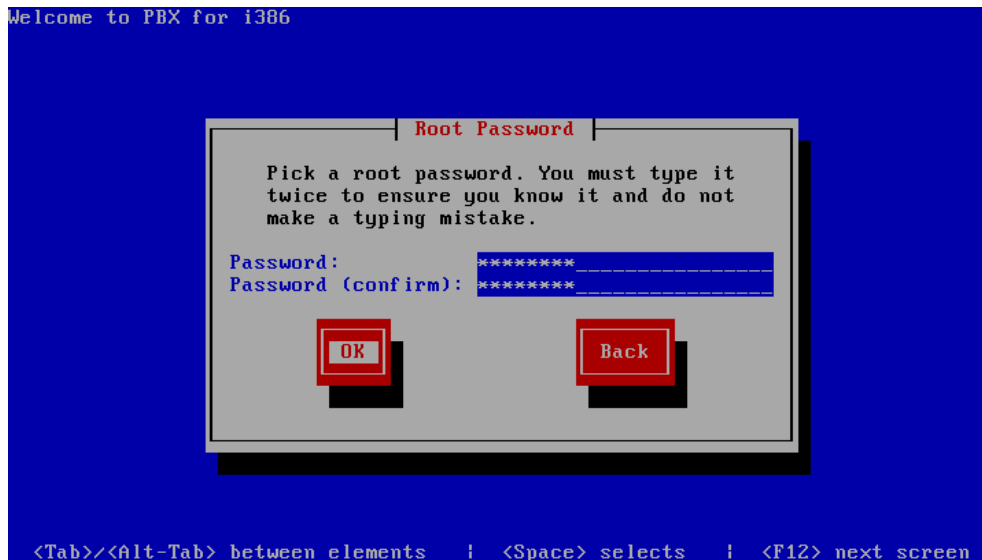 Welcome to PBX for i386
Root Password
Pick a root password. You must type it
twice to ensure you know it and do not
make a typing mistake.
Password: ********________________
Password (confirm): ********________________
OK Back
<Tab>/<Alt-Tab> between elements | <Space> selects | <F12> next screen